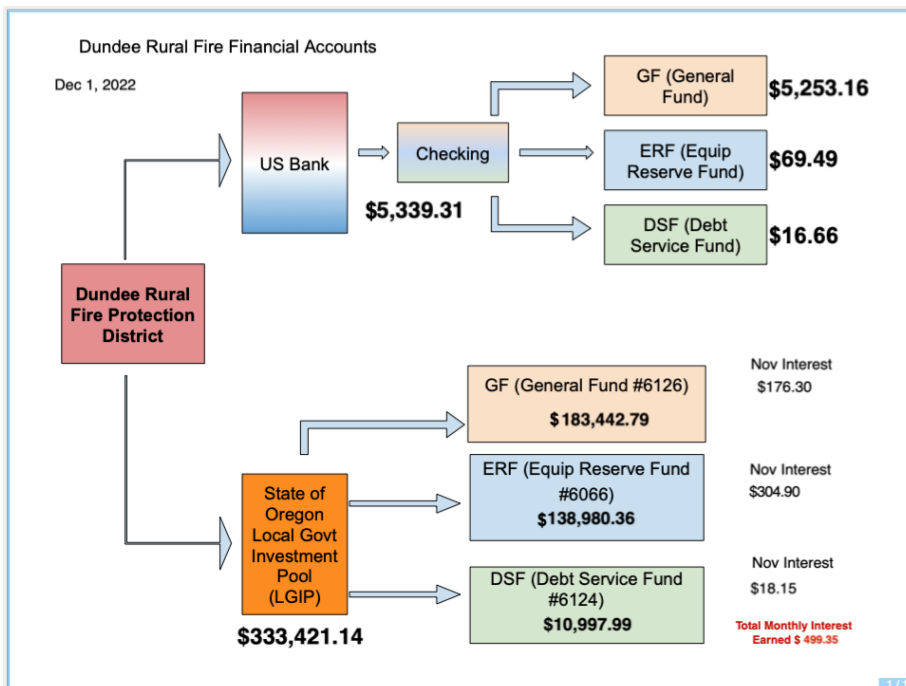 Dundee Rural Fire Financial Accounts
Dec 1, 2022
US Bank
Checking
$5,339.31
GF (General
Fund)
$5,253.16
ERF (Equip
Reserve Fund)
$69.49
DSF (Debt
Service Fund)
$16.66
Dundee Rural
Fire Protection
District
State of
Oregon
Local Govt
Investment
Pool
(LGIP)
$333,421.14
GF (General Fund #6126)
$183,442.79
Nov Interest
$176.30
ERF (Equip Reserve Fund
#6066)
$138,980.36
Nov Interest
$304.90
DSF (Debt Service Fund
#6124)
$10,997.99
Nov Interest
$18.15
Total Monthly Interest
Earned $ 499.35